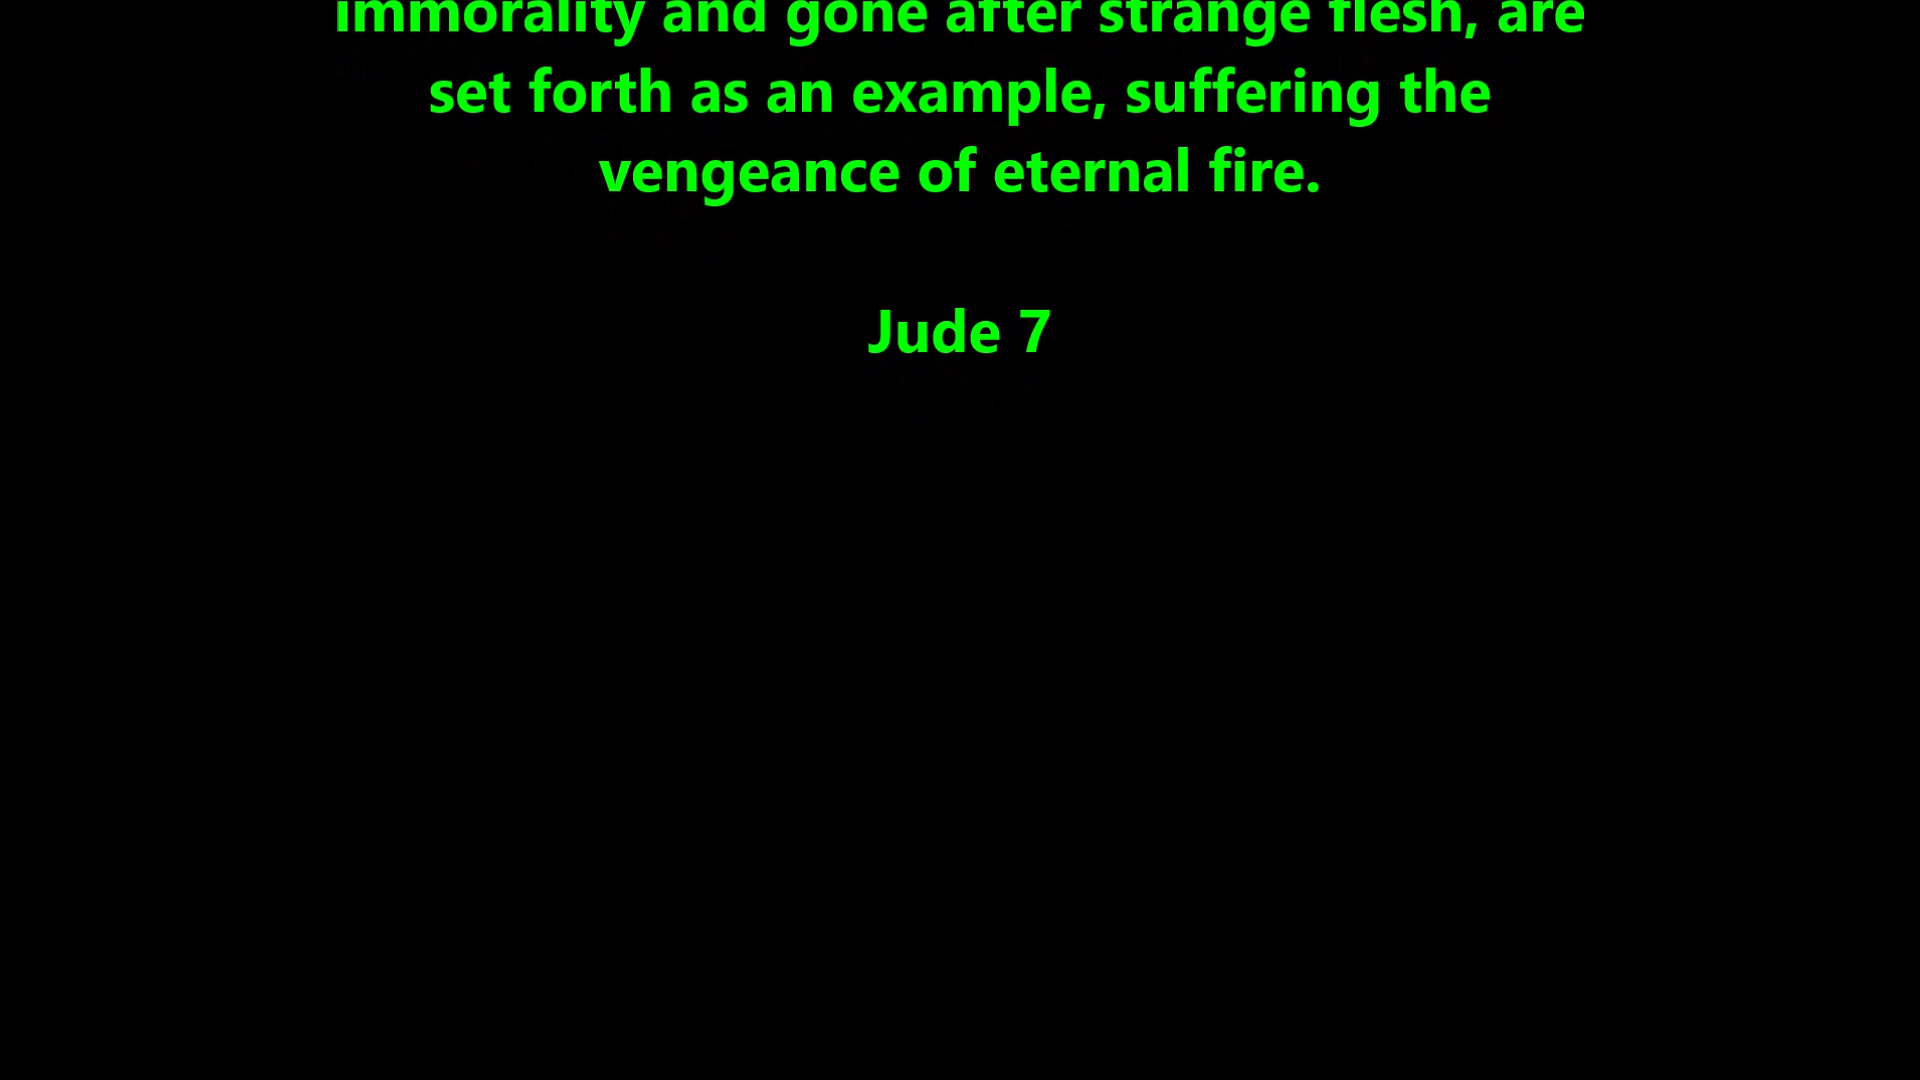 immorality and gone after strange flesh, are
set forth as an example, suffering the
vengeance of eternal fire.
Jude 7